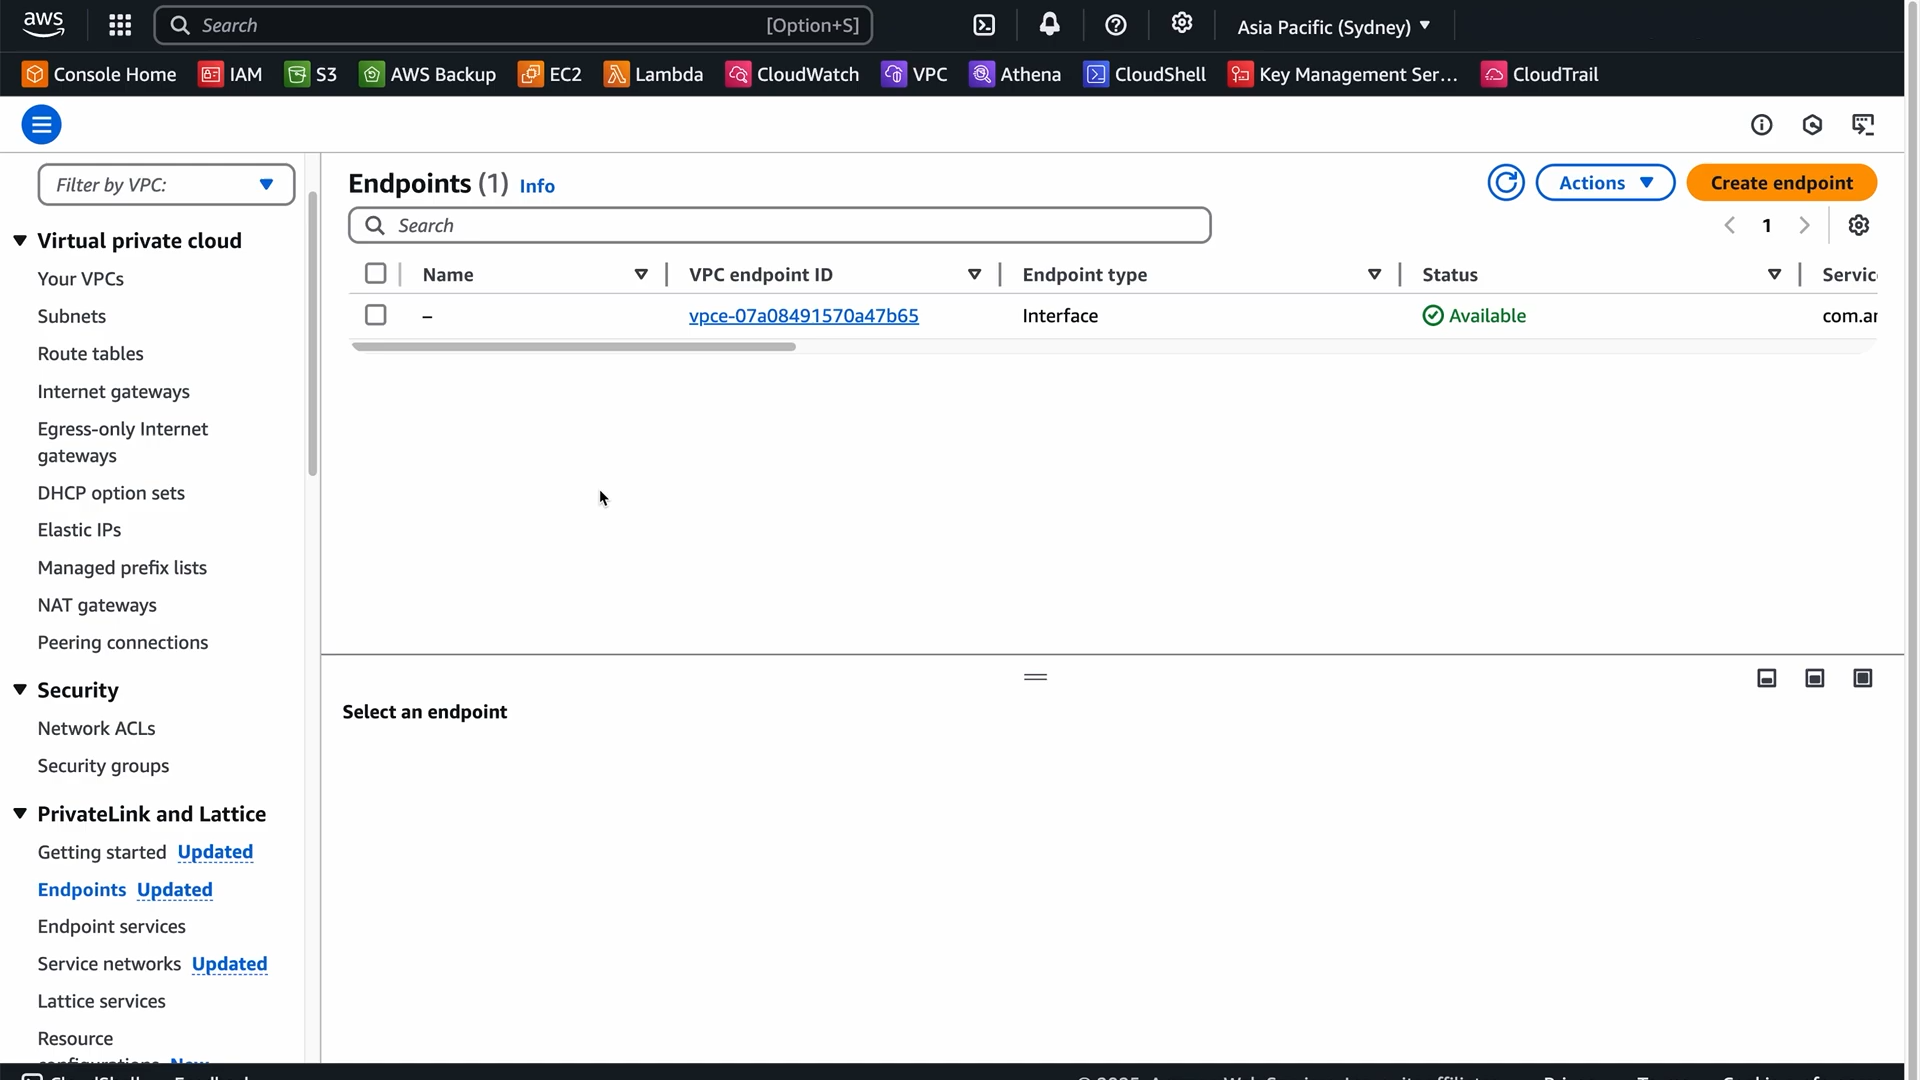 aws
Search [Option+S]
Asia Pacific (Sydney)
Console Home IAM S3 AWS Backup EC2 Lambda CloudWatch VPC Athena CloudShell Key Management Ser... CloudTrail
Filter by VPC:
Virtual private cloud
Your VPCs
Subnets
Route tables
Internet gateways
Egress-only Internet
gateways
DHCP option sets
Elastic IPs
Managed prefix lists
NAT gateways
Peering connections
Security
Network ACLs
Security groups
PrivateLink and Lattice
Getting started Updated
Endpoints Updated
Endpoint services
Service networks Updated
Lattice services
Resource
configurations New
Endpoints (1) Info
Actions
Create endpoint
Search
1
Name VPC endpoint ID Endpoint type Status Servic
– vpce-07a08491570a47b65 Interface Available com.ar
Select an endpoint
CloudShell Feedback